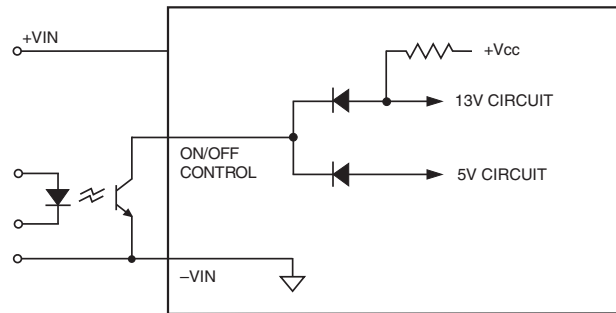 +VIN
+Vcc
13V CIRCUIT
ON/OFF
CONTROL
5V CIRCUIT
–VIN